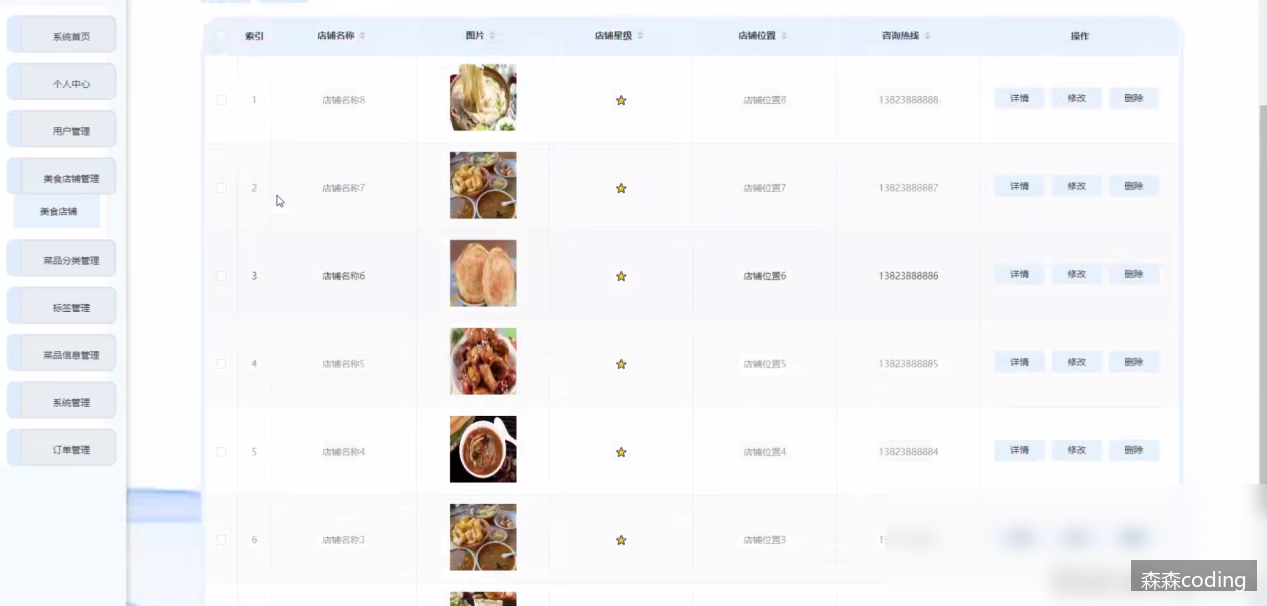 系统首页
个人中心
用户管理
美食店铺管理
美食店铺
菜品分类管理
标签管理
菜品信息管理
系统管理
订单管理
索引 店铺名称 图片 店铺星级 店铺位置 咨询热线 操作
1 店铺名称8 店铺位置8 13823888888 详情 修改 删除
2 店铺名称7 店铺位置7 13823888887 详情 修改 删除
3 店铺名称6 店铺位置6 13823888886 详情 修改 删除
4 店铺名称5 店铺位置5 13823888885 详情 修改 删除
5 店铺名称4 店铺位置4 13823888884 详情 修改 删除
6 店铺名称3 店铺位置3
森森coding